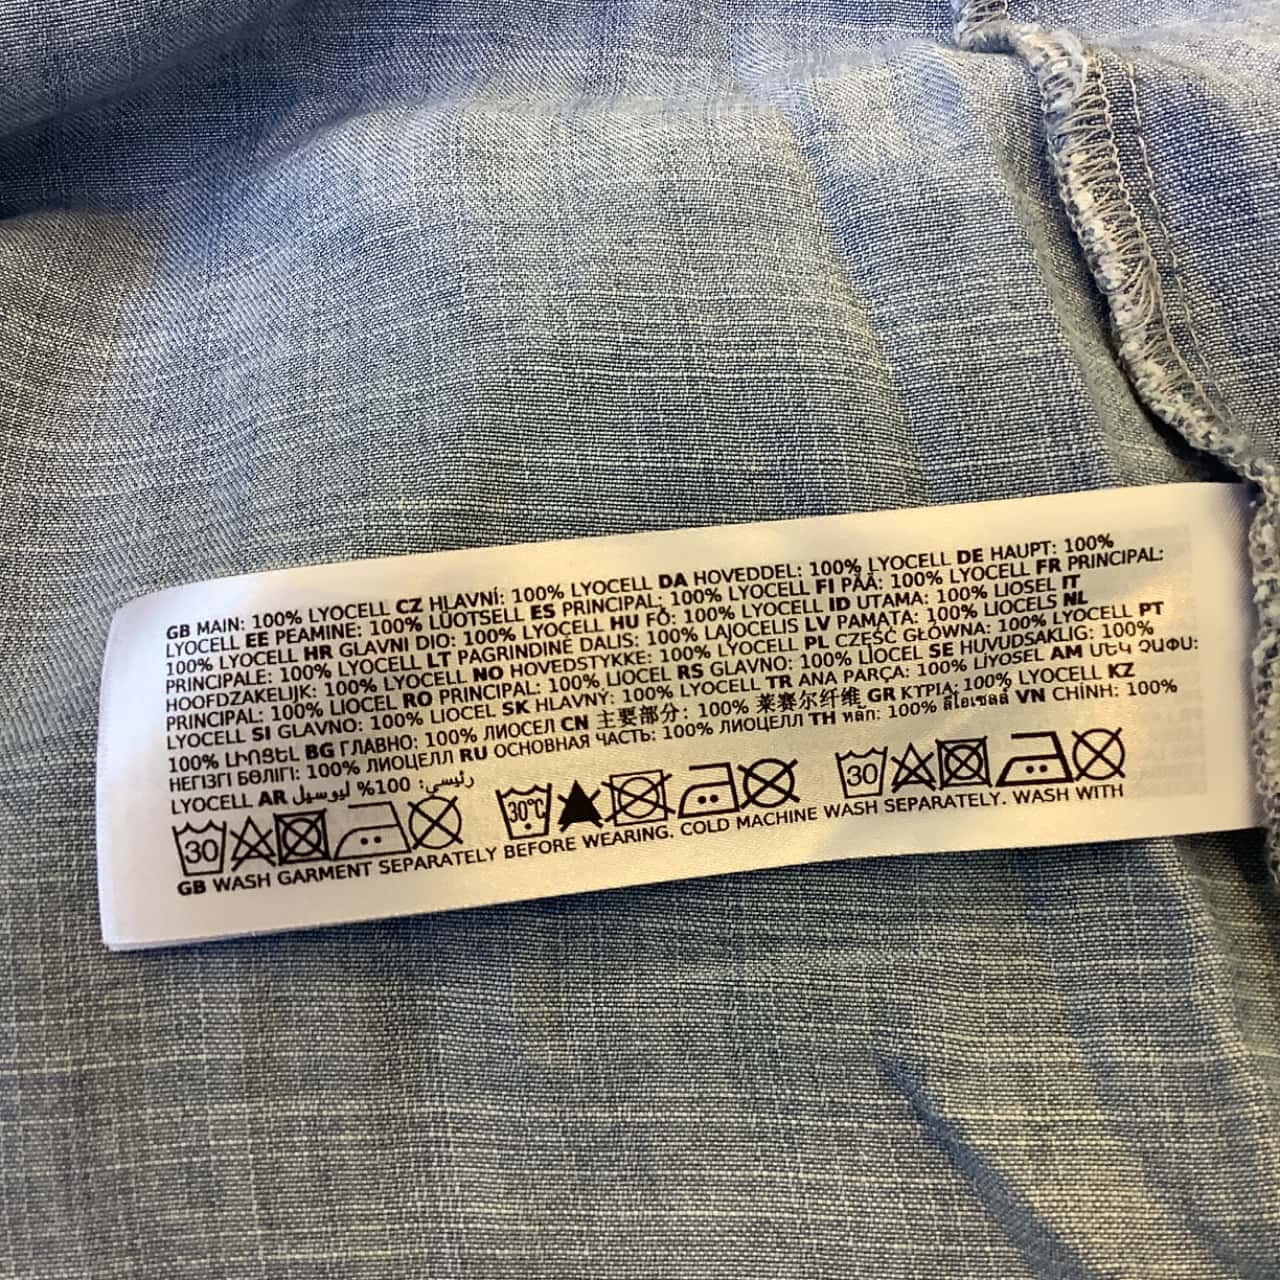 GB MAIN: 100% LYOCELL CZ HLAVNÍ: 100% LYOCELL DA HOVEDDEL: 100% LYOCELL DE HAUPT: 100%
LYOCELL EE PEAMINE: 100% LÜOTSELL ES PRINCIPAL: 100% LYOCELL FI PÄÄ: 100% LYOCELL FR PRINCIPAL:
100% LYOCELL HR GLAVNI DIO: 100% LYOCELL HU FŐ: 100% LYOCELL ID UTAMA: 100% LIOSEL IT
PRINCIPALE: 100% LYOCELL LT PAGRINDINĖ DALIS: 100% LAJOCELIS LV PAMATA: 100% LIOCELS NL
HOOFDZAKELIJK: 100% LYOCELL NO HOVEDSTYKKE: 100% LYOCELL PL CZĘŚĆ GŁÓWNA: 100% LYOCELL PT
PRINCIPAL: 100% LIOCEL RO PRINCIPAL: 100% LIOCEL RS GLAVNO: 100% LIOCEL SE HUVUDSAKLIG: 100%
LYOCELL SI GLAVNO: 100% LIOCEL SK HLAVNÝ: 100% LYOCELL TR ANA PARÇA: 100% LİYOSEL AM ՄԵԿ ՉԱՓՍ:
100% ԼԻՈՑԵԼ BG ГЛАВНО: 100% ЛИОСЕЛ CN 主要部分: 100% 莱赛尔纤维 GR ΚΥΡΙΑ: 100% LYOCELL KZ
НЕГІЗГІ БӨЛІГІ: 100% ЛИОЦЕЛЛ RU ОСНОВНАЯ ЧАСТЬ: 100% ЛИОЦЕЛЛ TH หลัก: 100% ไลโอเซลล์ VN CHÍNH: 100%
LYOCELL AR رئيسي: 100% ليوسيل
30 30°C 30
GB WASH GARMENT SEPARATELY BEFORE WEARING. COLD MACHINE WASH SEPARATELY. WASH WITH